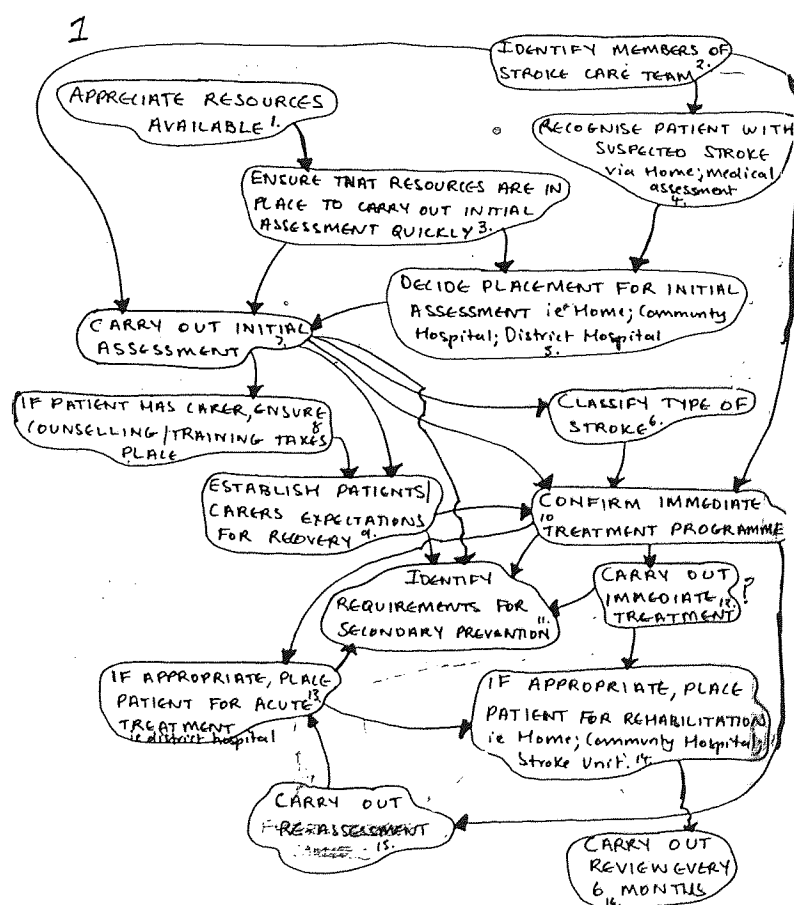 1
IDENTIFY MEMBERS OF
STROKE CARE TEAM 2.
APPRECIATE RESOURCES
AVAILABLE 1.
RECOGNISE PATIENT WITH
SUSPECTED STROKE
via Home; Medical
assessment
4.
ENSURE THAT RESOURCES ARE IN
PLACE TO CARRY OUT INITIAL
ASSESSMENT QUICKLY 3.
DECIDE PLACEMENT FOR INITIAL
ASSESSMENT ie Home; Communty
Hospital; District Hospital
5.
CARRY OUT INITIAL
ASSESSMENT 7.
CLASSIFY TYPE OF
STROKE 6.
IF PATIENT HAS CARER, ENSURE
COUNSELLING/TRAINING TAKES 8
PLACE
ESTABLISH PATIENTS/
CARERS EXPECTATIONS
FOR RECOVERY 9.
CONFIRM IMMEDIATE
10 TREATMENT PROGRAMME
IDENTIFY
REQUIREMENTS FOR
SECONDARY PREVENTION 11.
CARRY OUT
IMMEDIATE 12. ?
TREATMENT
IF APPROPRIATE, PLACE
PATIENT FOR ACUTE 13.
TREATMENT
ie district hospital
IF APPROPRIATE, PLACE
PATIENT FOR REHABILITATION
ie Home; Communty Hospital;
Stroke Unit. 14.
CARRY OUT
RE-ASSESSMENT
15.
CARRY OUT
REVIEW EVERY
6 MONTHS
16.